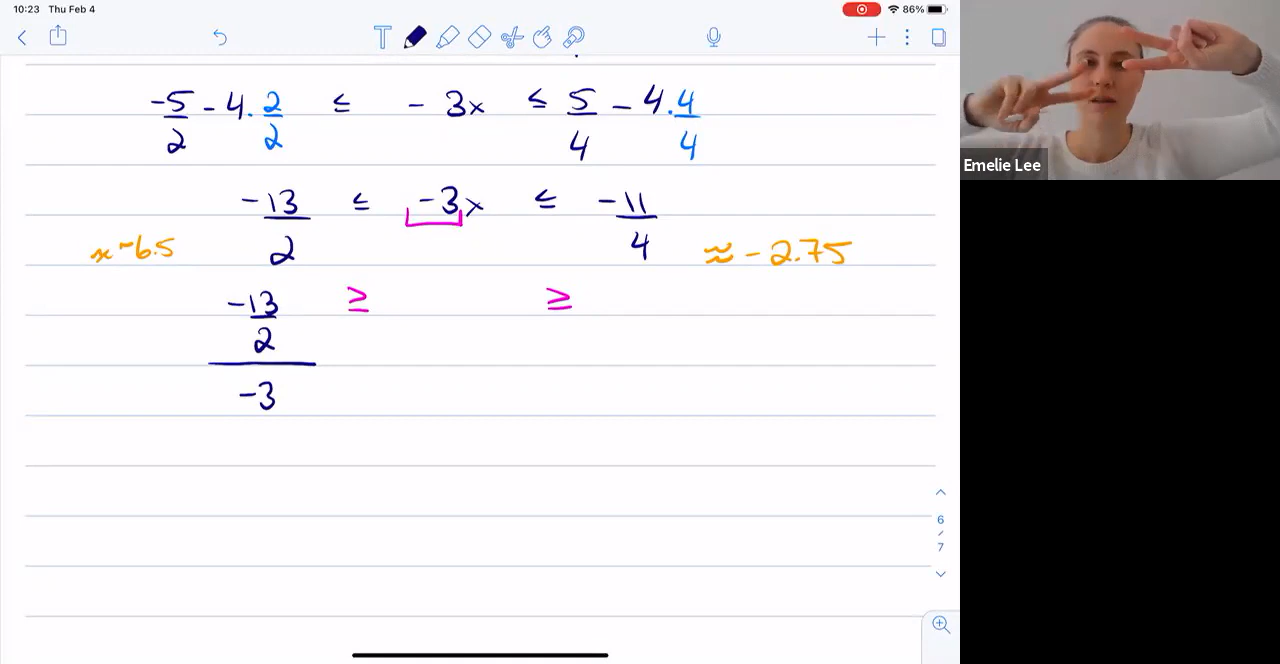 10:23 Thu Feb 4 86%
T
-5/2 - 4 . 2/2 ≤ - 3x ≤ 5/4 - 4 . 4/4
-13/2 ≤ -3x ≤ -11/4
≈ -6.5 ≈ - 2.75
-13/2 ≥ ≥
-3
6/7
Emelie Lee